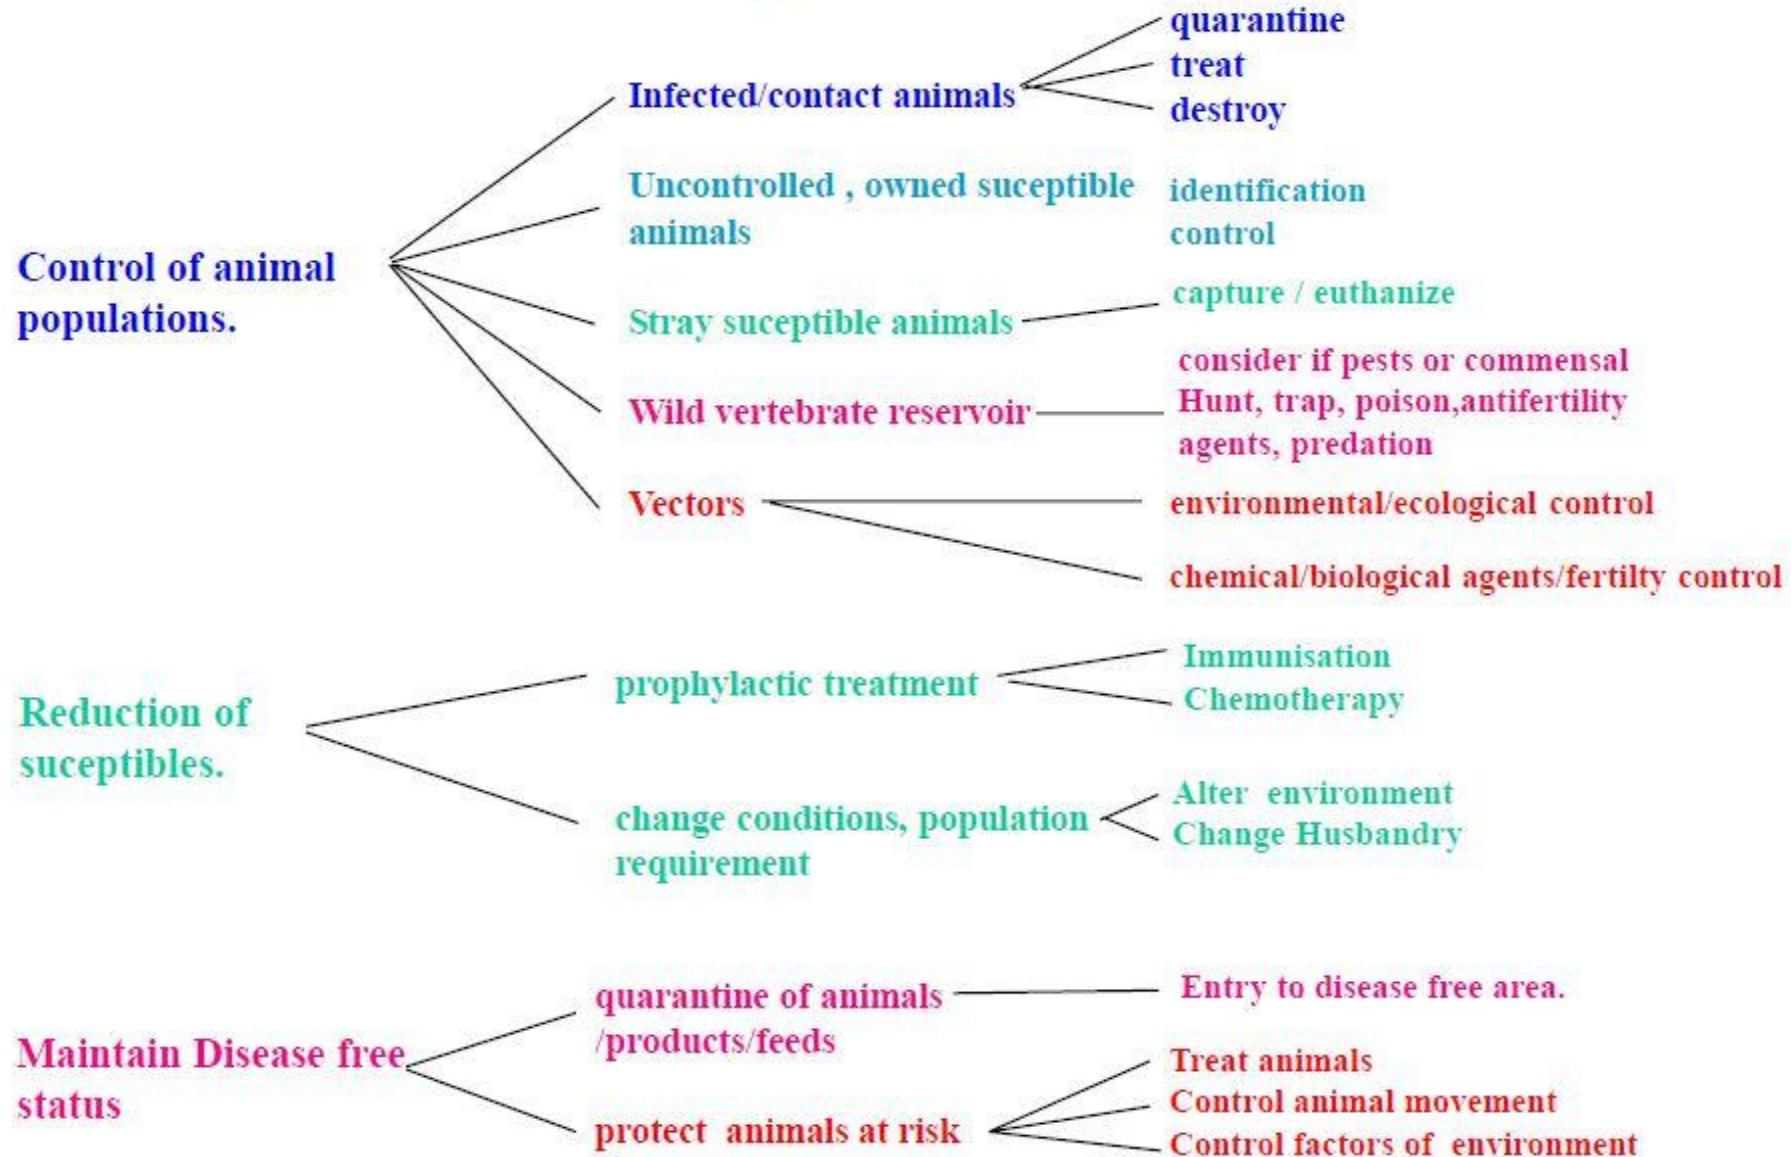 Control of animal
populations.
Infected/contact animals
quarantine
treat
destroy
Uncontrolled , owned suceptible
animals
identification
control
Stray suceptible animals
capture / euthanize
Wild vertebrate reservoir
consider if pests or commensal
Hunt, trap, poison,antifertility
agents, predation
Vectors
environmental/ecological control
chemical/biological agents/fertilty control
Reduction of
suceptibles.
prophylactic treatment
Immunisation
Chemotherapy
change conditions, population
requirement
Alter environment
Change Husbandry
Maintain Disease free
status
quarantine of animals
/products/feeds
Entry to disease free area.
protect animals at risk
Treat animals
Control animal movement
Control factors of environment